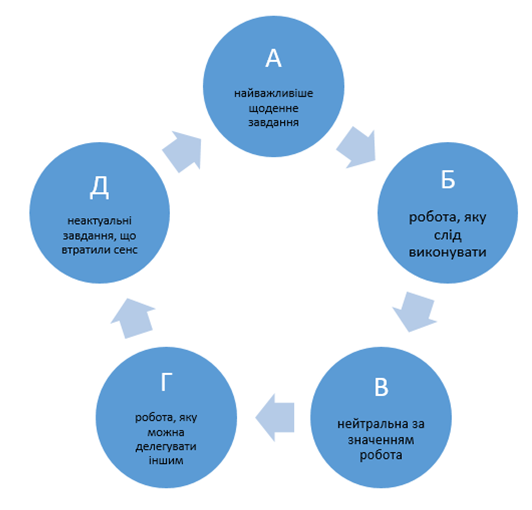 А
найважливіше
щоденне
завдання
Б
робота, яку
слід
виконувати
В
нейтральна за
значенням
робота
Г
робота, яку
можна
делегувати
іншим
Д
неактуальні
завдання, що
втратили сенс